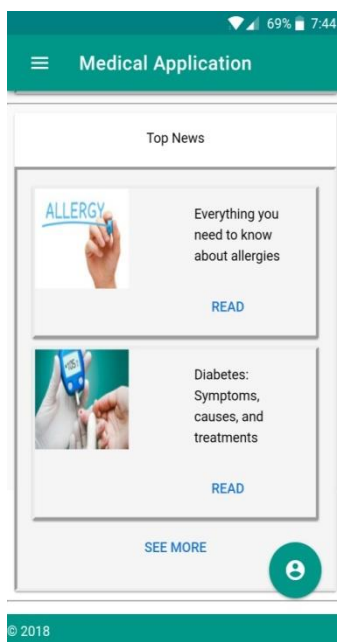 69% 7:44
Medical Application
Top News
ALLERGY
Everything you
need to know
about allergies
READ
Diabetes:
Symptoms,
causes, and
treatments
READ
SEE MORE
© 2018